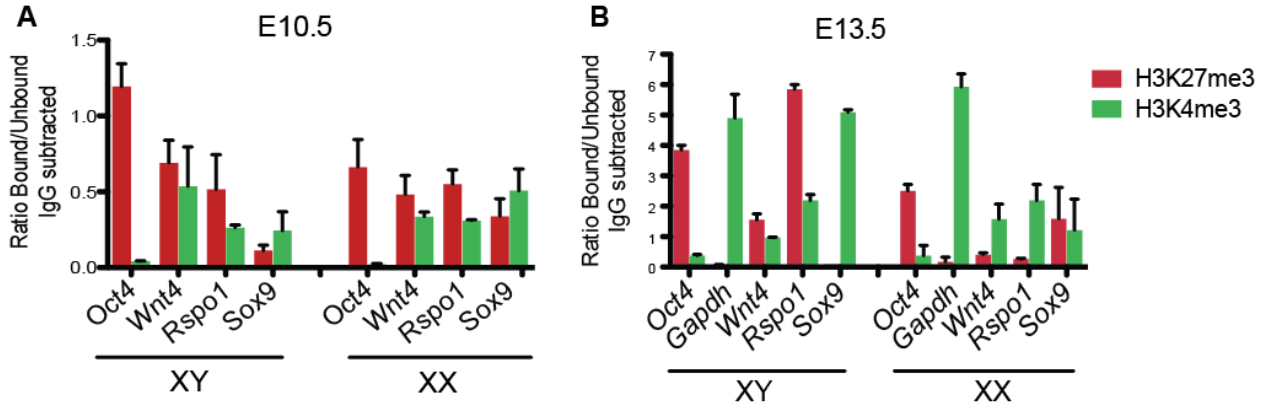 A
E10.5
Ratio Bound/Unbound
IgG subtracted
1.5
1.0
0.5
0.0
Oct4
Wnt4
Rspo1
Sox9
Oct4
Wnt4
Rspo1
Sox9
XY
XX
B
E13.5
Ratio Bound/Unbound
IgG subtracted
7
6
5
4
3
2
1
0
Oct4
Gapdh
Wnt4
Rspo1
Sox9
Oct4
Gapdh
Wnt4
Rspo1
Sox9
XY
XX
H3K27me3
H3K4me3